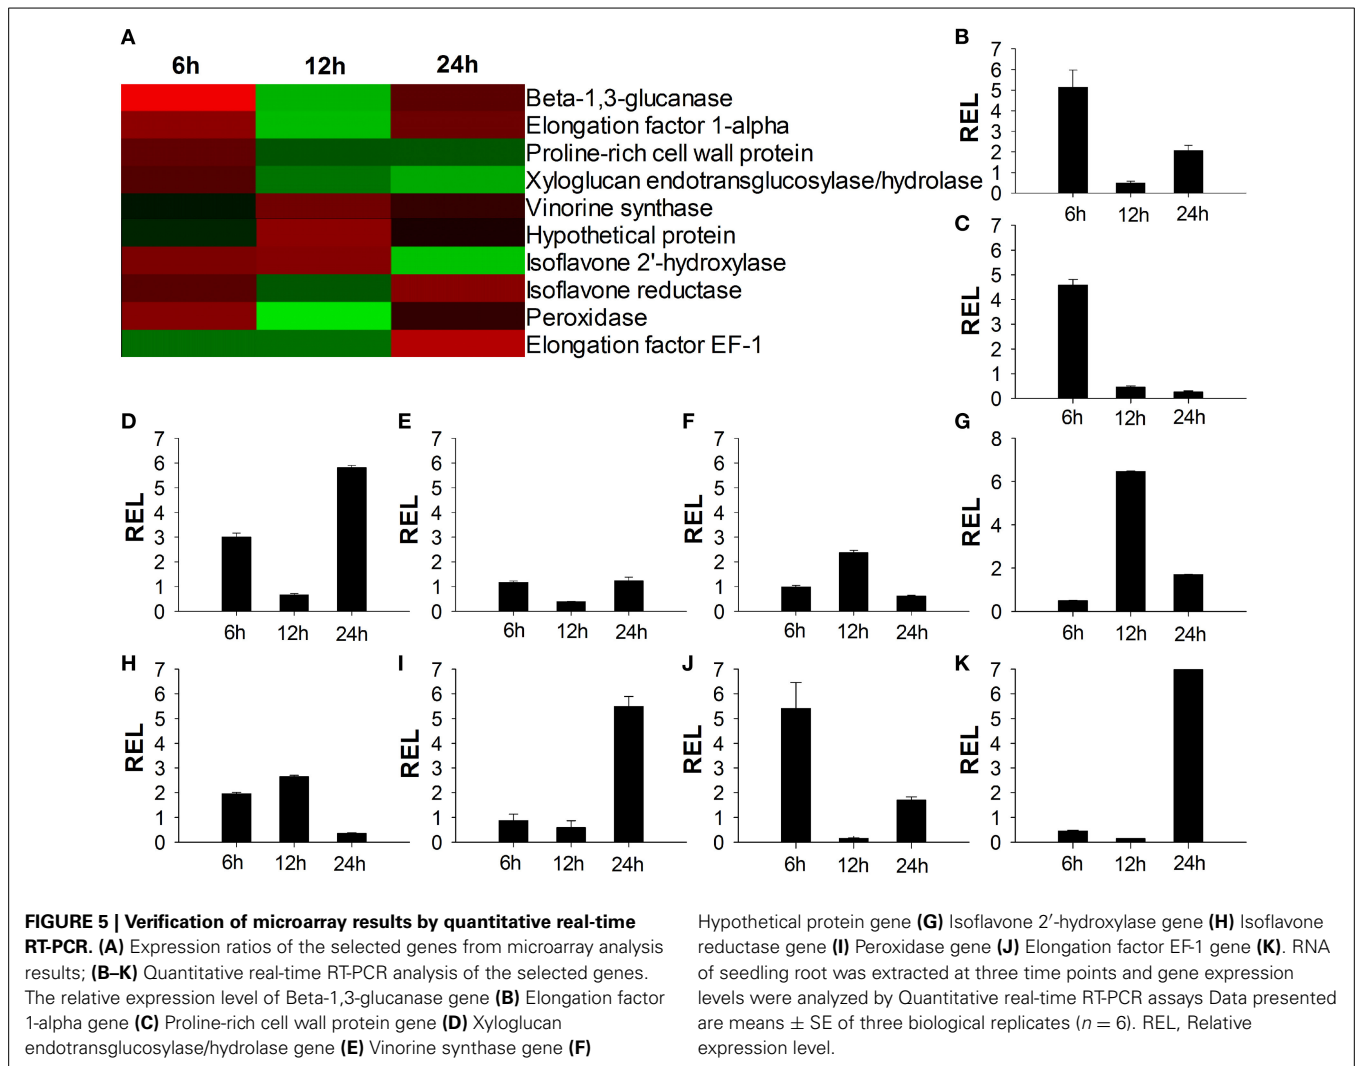 A
6h 12h 24h
Beta-1,3-glucanase
Elongation factor 1-alpha
Proline-rich cell wall protein
Xyloglucan endotransglucosylase/hydrolase
Vinorine synthase
Hypothetical protein
Isoflavone 2'-hydroxylase
Isoflavone reductase
Peroxidase
Elongation factor EF-1
B
REL
7
6
5
4
3
2
1
0
6h 12h 24h
C
REL
7
6
5
4
3
2
1
0
6h 12h 24h
D
REL
7
6
5
4
3
2
1
0
6h 12h 24h
E
REL
7
6
5
4
3
2
1
0
6h 12h 24h
F
REL
7
6
5
4
3
2
1
0
6h 12h 24h
G
REL
8
6
4
2
0
6h 12h 24h
H
REL
7
6
5
4
3
2
1
0
6h 12h 24h
I
REL
7
6
5
4
3
2
1
0
6h 12h 24h
J
REL
7
6
5
4
3
2
1
0
6h 12h 24h
K
REL
7
6
5
4
3
2
1
0
6h 12h 24h
FIGURE 5 | Verification of microarray results by quantitative real-time
RT-PCR. (A) Expression ratios of the selected genes from microarray analysis
results; (B–K) Quantitative real-time RT-PCR analysis of the selected genes.
The relative expression level of Beta-1,3-glucanase gene (B) Elongation factor
1-alpha gene (C) Proline-rich cell wall protein gene (D) Xyloglucan
endotransglucosylase/hydrolase gene (E) Vinorine synthase gene (F)
Hypothetical protein gene (G) Isoflavone 2′-hydroxylase gene (H) Isoflavone
reductase gene (I) Peroxidase gene (J) Elongation factor EF-1 gene (K). RNA
of seedling root was extracted at three time points and gene expression
levels were analyzed by Quantitative real-time RT-PCR assays Data presented
are means ± SE of three biological replicates (n = 6). REL, Relative
expression level.